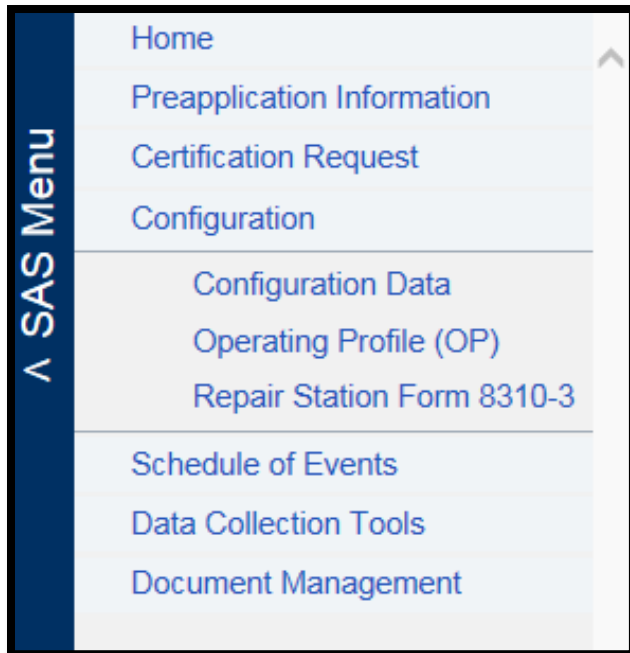 < SAS Menu
Home
Preapplication Information
Certification Request
Configuration
Configuration Data
Operating Profile (OP)
Repair Station Form 8310-3
Schedule of Events
Data Collection Tools
Document Management